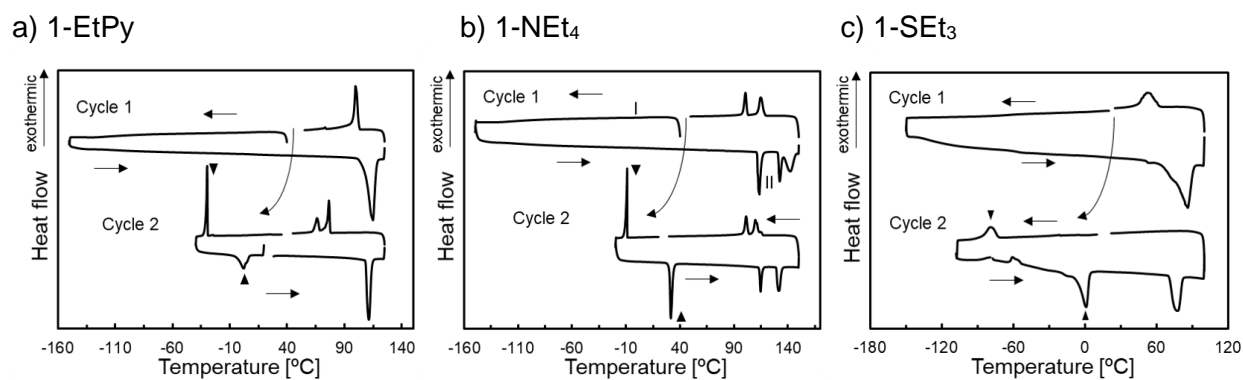 a) 1-EtPy
exothermic
Heat flow
Cycle 1
Cycle 2
-160 -110 -60 -10 40 90 140
Temperature [ºC]
b) 1-NEt₄
exothermic
Heat flow
Cycle 1
I
II
Cycle 2
-160 -110 -60 -10 40 90 140
Temperature [ºC]
c) 1-SEt₃
exothermic
Heat flow
Cycle 1
Cycle 2
-180 -120 -60 0 60 120
Temperature [ºC]